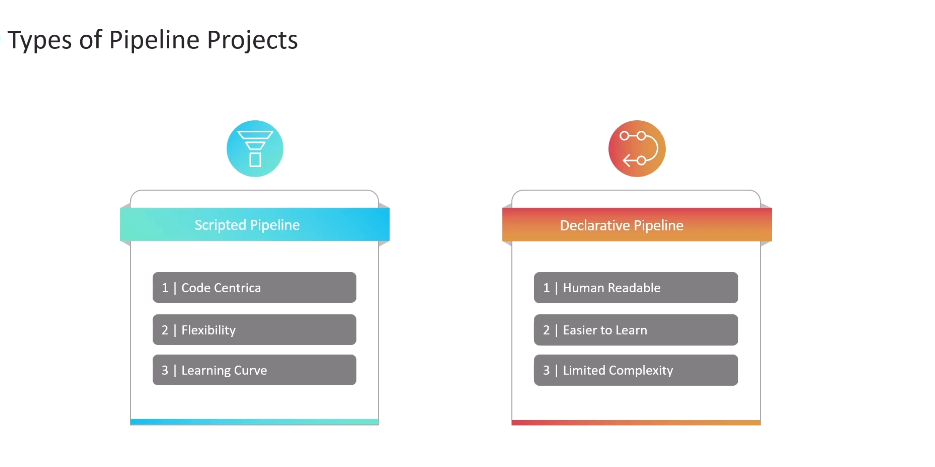 Types of Pipeline Projects
Scripted Pipeline
1 | Code Centrica
2 | Flexibility
3 | Learning Curve
Declarative Pipeline
1 | Human Readable
2 | Easier to Learn
3 | Limited Complexity